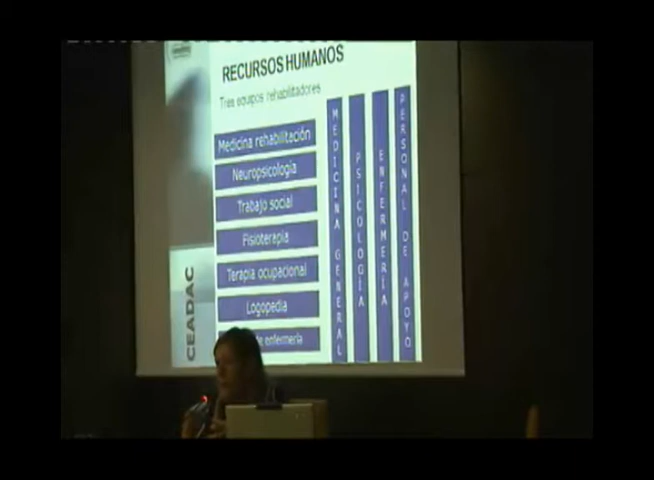 RECURSOS HUMANOS
Tres equipos rehabilitadores
Medicina rehabilitación
Neuropsicología
Trabajo social
Fisioterapia
Terapia ocupacional
Logopedia
de enfermería
MEDICINA GENERAL
PSICOLOGÍA
ENFERMERÍA
PERSONAL DE APOYO
CEADAC